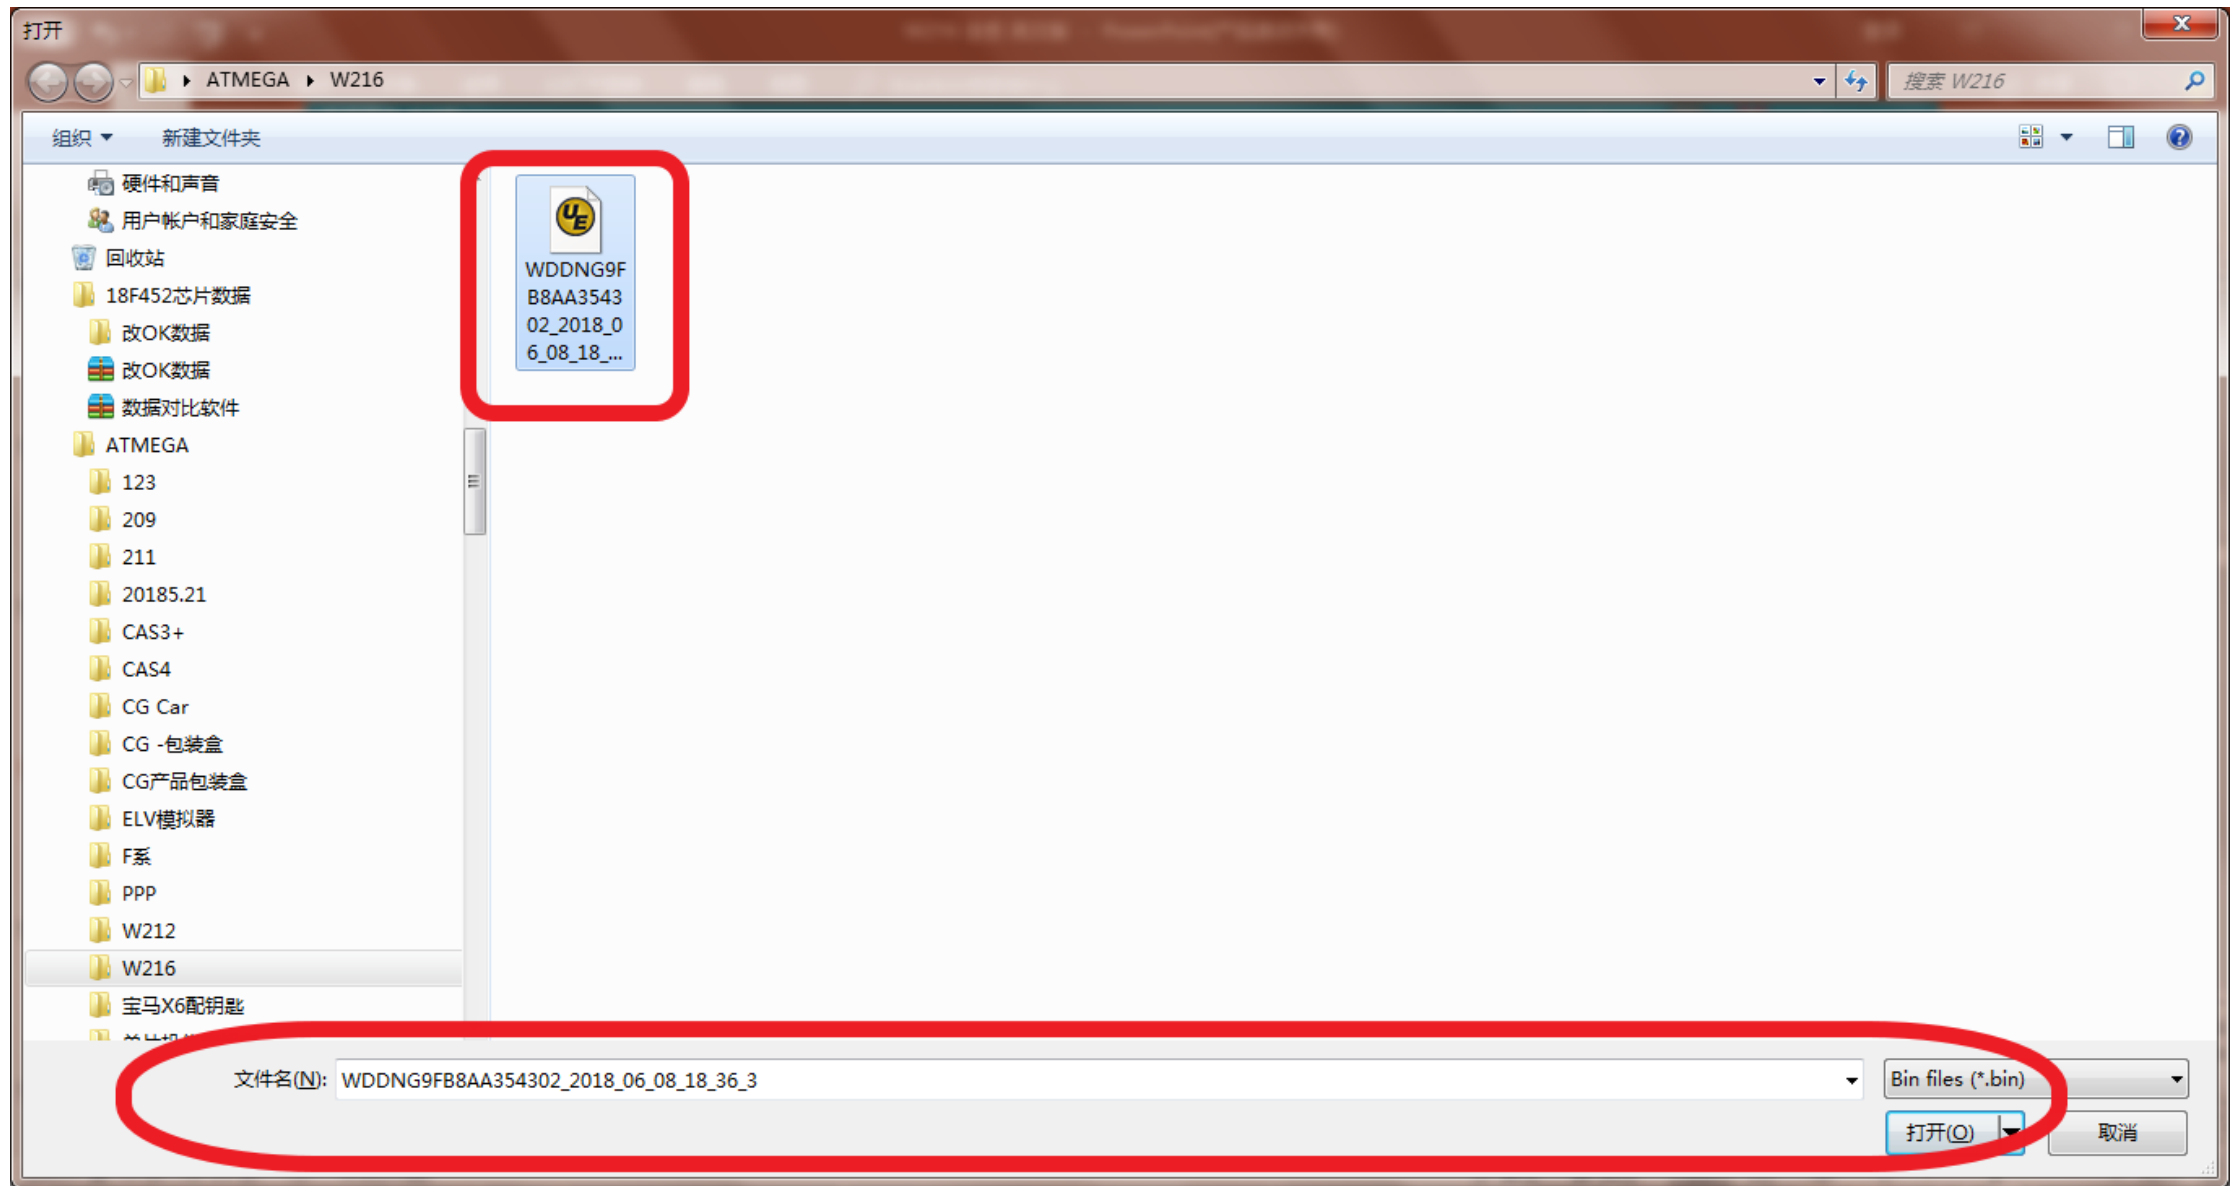 打开
ATMEGA W216
搜索 W216
组织 新建文件夹
硬件和声音
用户帐户和家庭安全
回收站
18F452芯片数据
改OK数据
改OK数据
数据对比软件
ATMEGA
123
209
211
20185.21
CAS3+
CAS4
CG Car
CG -包装盒
CG产品包装盒
ELV模拟器
F系
PPP
W212
W216
宝马X6配钥匙
UE
WDDNG9F
B8AA3543
02_2018_0
6_08_18_...
文件名(N): WDDNG9FB8AA354302_2018_06_08_18_36_3
Bin files (*.bin)
打开(O) 取消